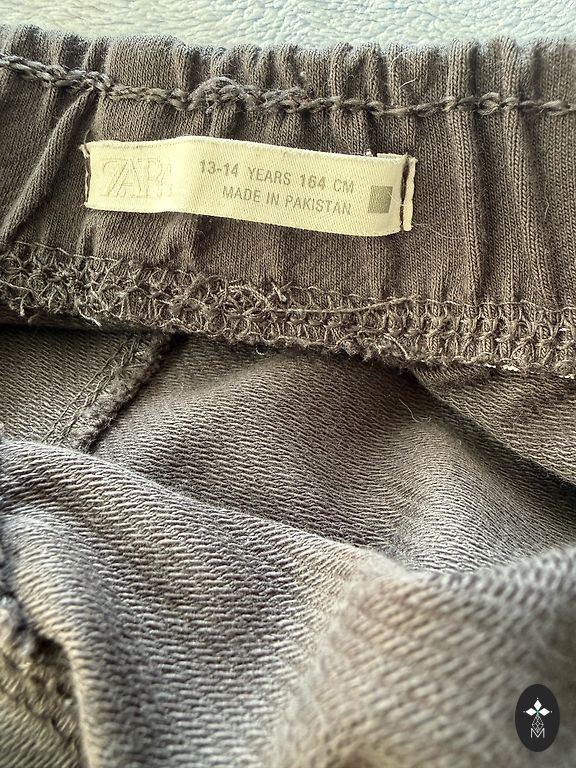 ZARA
13-14 YEARS 164 CM
MADE IN PAKISTAN